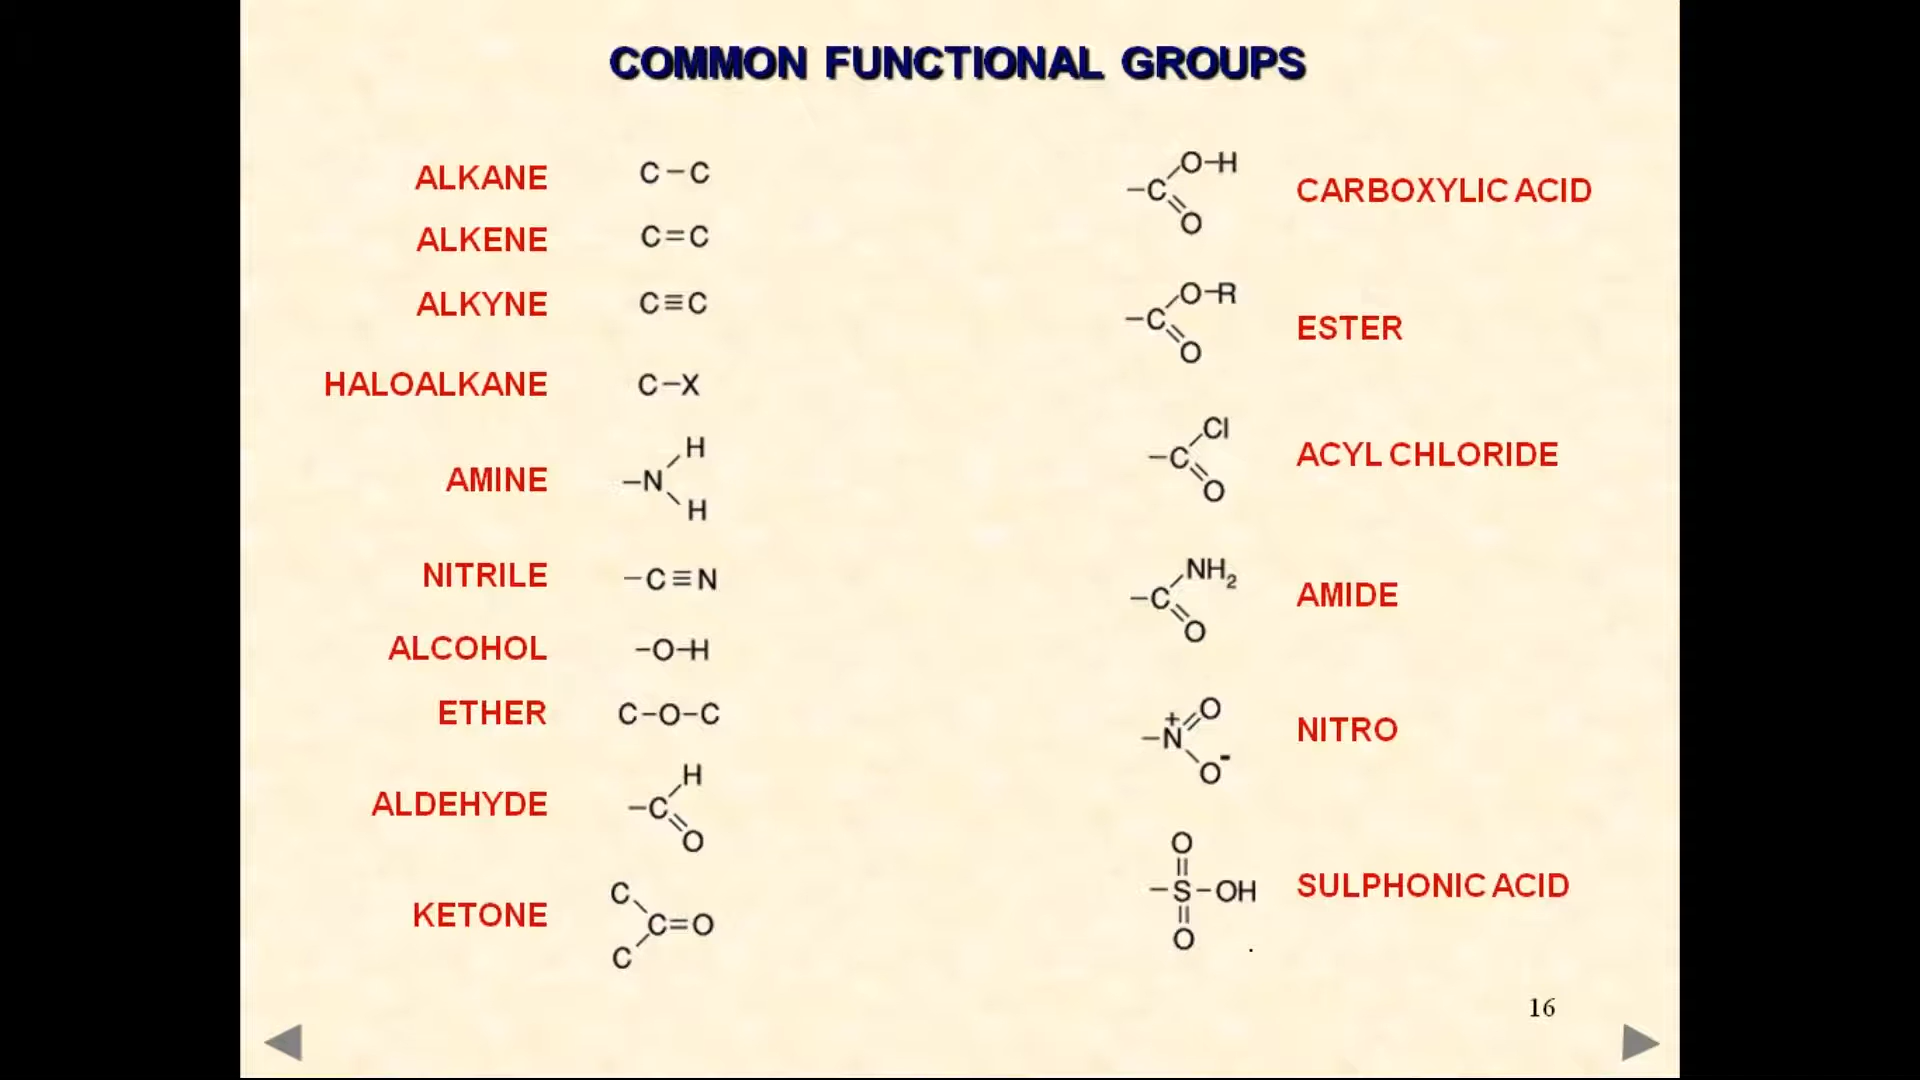 COMMON FUNCTIONAL GROUPS
ALKANE C-C
ALKENE C=C
ALKYNE C≡C
HALOALKANE C-X
AMINE -N H H
NITRILE -C≡N
ALCOHOL -O-H
ETHER C-O-C
ALDEHYDE -C H O
KETONE C C C=O
-C O-H O CARBOXYLIC ACID
-C O-R O ESTER
-C Cl O ACYL CHLORIDE
-C NH₂ O AMIDE
-N + O O - NITRO
O -S-OH O SULPHONIC ACID
16